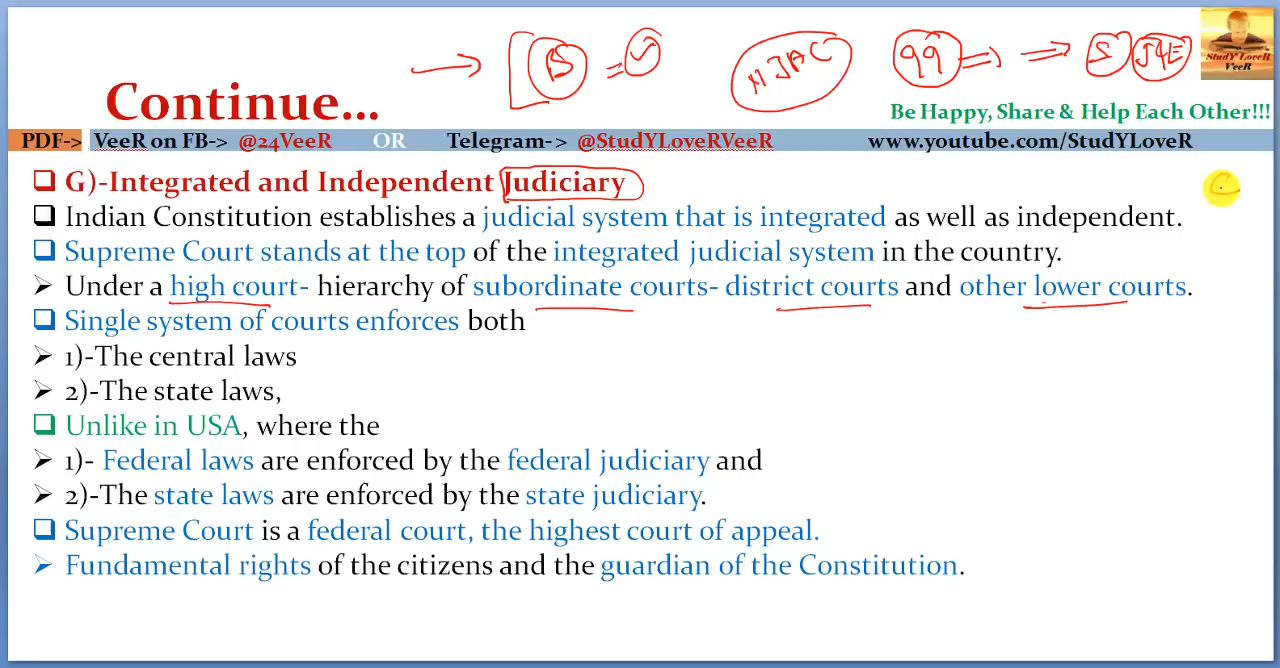 NJAC 99
StudY LoveR
VeeR
Continue...
Be Happy, Share & Help Each Other!!!
PDF-> VeeR on FB-> @24VeeR OR Telegram-> @StudYLoveRVeeR www.youtube.com/StudYLoveR
G)-Integrated and Independent Judiciary
Indian Constitution establishes a judicial system that is integrated as well as independent.
Supreme Court stands at the top of the integrated judicial system in the country.
Under a high court- hierarchy of subordinate courts- district courts and other lower courts.
Single system of courts enforces both
1)-The central laws
2)-The state laws,
Unlike in USA, where the
1)- Federal laws are enforced by the federal judiciary and
2)-The state laws are enforced by the state judiciary.
Supreme Court is a federal court, the highest court of appeal.
Fundamental rights of the citizens and the guardian of the Constitution.